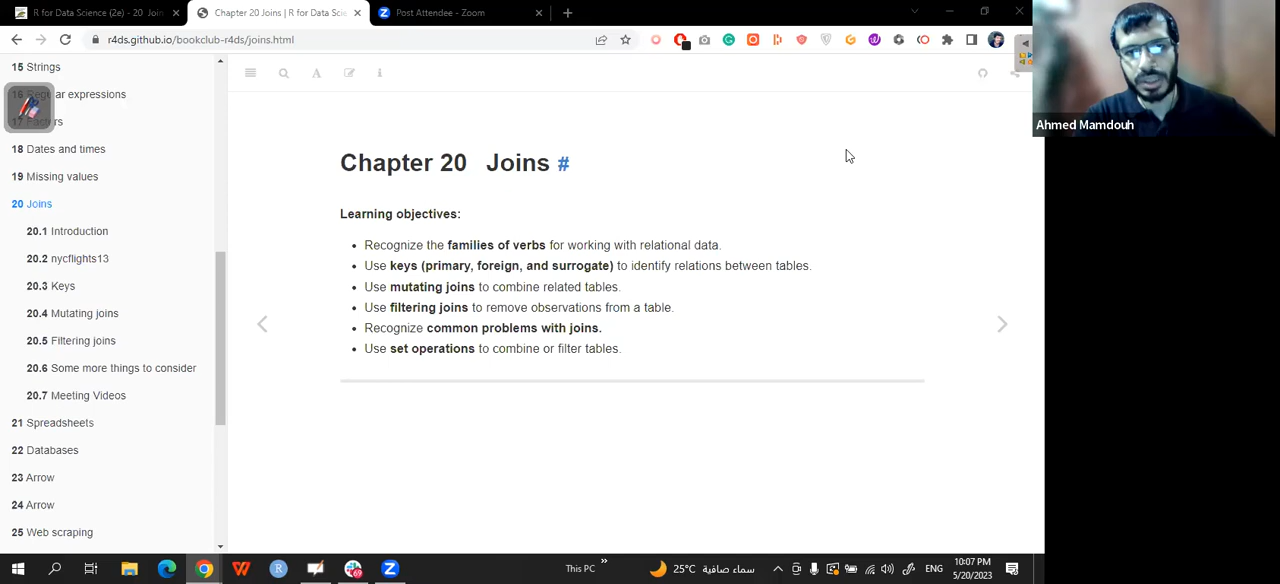 R for Data Science (2e) - 20 Join
Chapter 20 Joins | R for Data Scie
Post Attendee - Zoom
r4ds.github.io/bookclub-r4ds/joins.html
15 Strings
ar expressions
18 Dates and times
19 Missing values
20 Joins
20.1 Introduction
20.2 nycflights13
20.3 Keys
20.4 Mutating joins
20.5 Filtering joins
20.6 Some more things to consider
20.7 Meeting Videos
21 Spreadsheets
22 Databases
23 Arrow
24 Arrow
25 Web scraping
Chapter 20 Joins #
Learning objectives:
Recognize the families of verbs for working with relational data.
Use keys (primary, foreign, and surrogate) to identify relations between tables.
Use mutating joins to combine related tables.
Use filtering joins to remove observations from a table.
Recognize common problems with joins.
Use set operations to combine or filter tables.
Ahmed Mamdouh
This PC
25°C سماء صافية
ENG
10:07 PM
5/20/2023